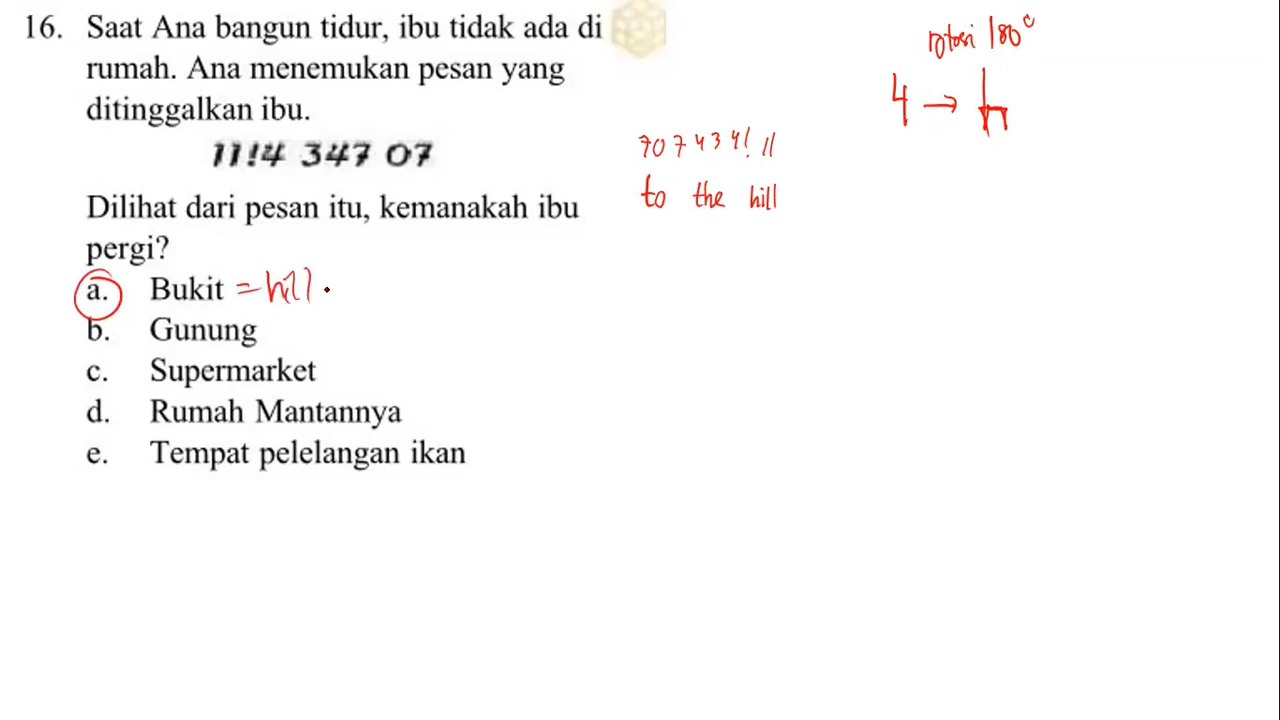 16. Saat Ana bangun tidur, ibu tidak ada di
rumah. Ana menemukan pesan yang
ditinggalkan ibu.
11!4 347 07
Dilihat dari pesan itu, kemanakah ibu
pergi?
a. Bukit = hill
b. Gunung
c. Supermarket
d. Rumah Mantannya
e. Tempat pelelangan ikan
707434! 11
to the hill
rotasi 180°
4 → h